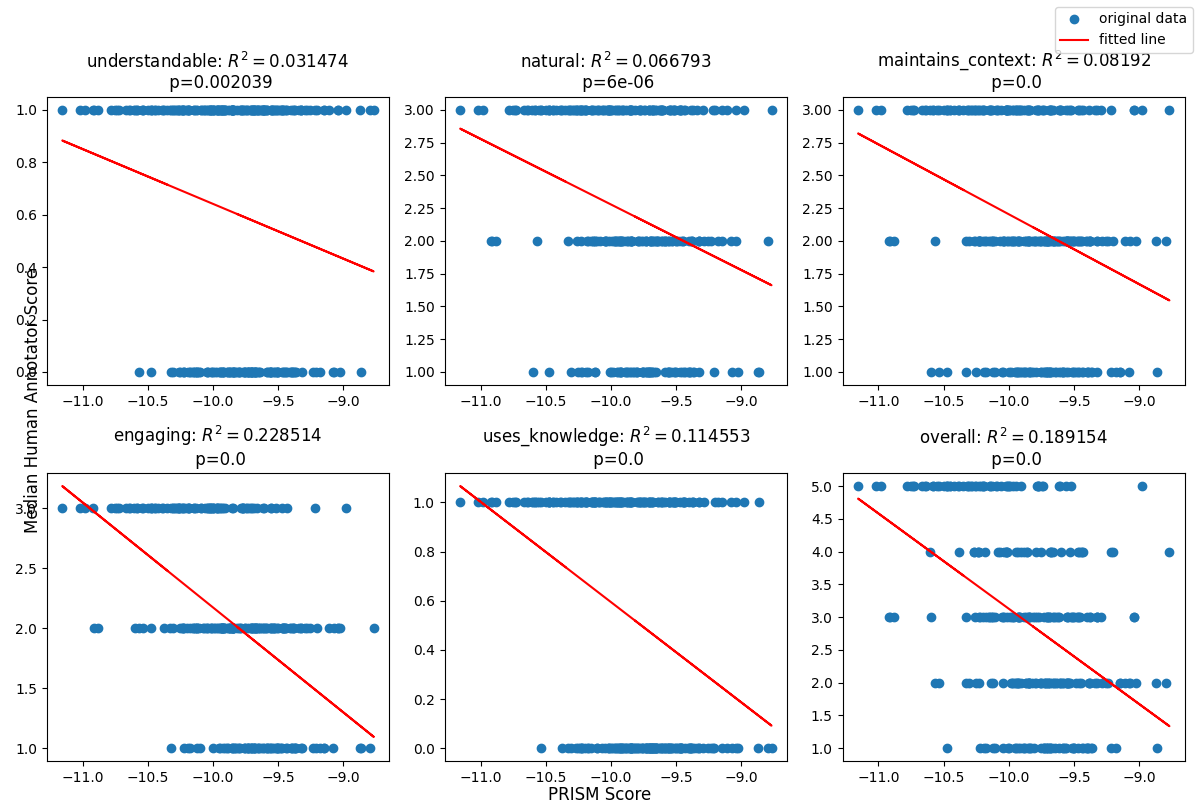 original data
fitted line
understandable: R² = 0.031474
p=0.002039
natural: R² = 0.066793
p=6e-06
maintains_context: R² = 0.08192
p=0.0
1.0
0.8
0.6
0.4
0.2
0.0
−11.0 −10.5 −10.0 −9.5 −9.0
3.00
2.75
2.50
2.25
2.00
1.75
1.50
1.25
1.00
−11.0 −10.5 −10.0 −9.5 −9.0
3.00
2.75
2.50
2.25
2.00
1.75
1.50
1.25
1.00
−11.0 −10.5 −10.0 −9.5 −9.0
Median Human Annotator Score
engaging: R² = 0.228514
p=0.0
uses_knowledge: R² = 0.114553
p=0.0
overall: R² = 0.189154
p=0.0
3.0
2.5
2.0
1.5
1.0
−11.0 −10.5 −10.0 −9.5 −9.0
1.0
0.8
0.6
0.4
0.2
0.0
−11.0 −10.5 −10.0 −9.5 −9.0
5.0
4.5
4.0
3.5
3.0
2.5
2.0
1.5
1.0
−11.0 −10.5 −10.0 −9.5 −9.0
PRISM Score